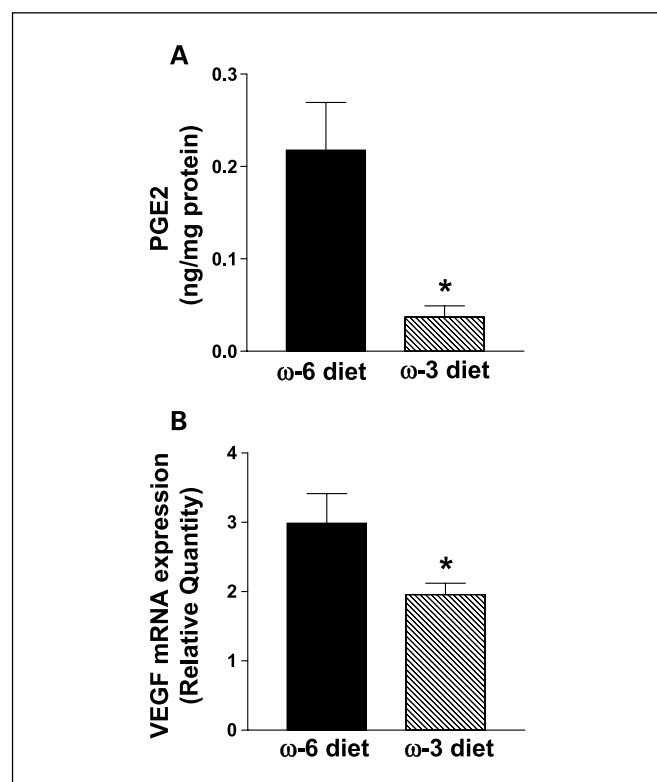 A
PGE2
(ng/mg protein)
0.3
0.2
0.1
0.0
*
ω-6 diet
ω-3 diet
B
VEGF mRNA expression
(Relative Quantity)
4
3
2
1
0
*
ω-6 diet
ω-3 diet